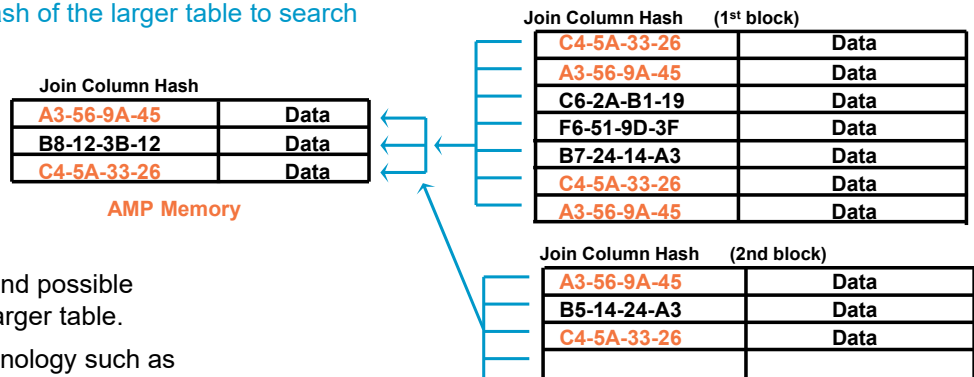 ash of the larger table to search
Join Column Hash
A3-56-9A-45 Data
B8-12-3B-12 Data
C4-5A-33-26 Data
AMP Memory
nd possible
arger table.
nology such as
Join Column Hash (1st block)
C4-5A-33-26 Data
A3-56-9A-45 Data
C6-2A-B1-19 Data
F6-51-9D-3F Data
B7-24-14-A3 Data
C4-5A-33-26 Data
A3-56-9A-45 Data
Join Column Hash (2nd block)
A3-56-9A-45 Data
B5-14-24-A3 Data
C4-5A-33-26 Data